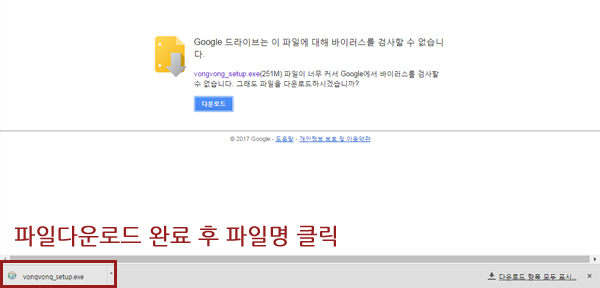 Google 드라이브는 이 파일에 대해 바이러스를 검사할 수 없습니
다.
vongvong_setup.exe(251M) 파일이 너무 커서 Google에서 바이러스를 검사할
수 없습니다. 그래도 파일을 다운로드하시겠습니까?
다운로드
© 2017 Google - 도움말 - 개인정보 보호 및 이용약관
파일다운로드 완료 후 파일명 클릭
vongvong_setup.exe
다운로드 항목 모두 표시...